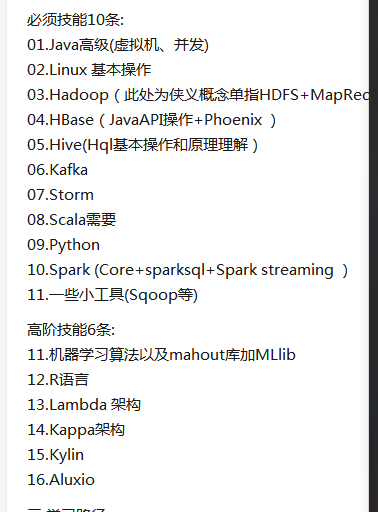 必须技能10条:
01.Java高级(虚拟机、并发)
02.Linux 基本操作
03.Hadoop（此处为侠义概念单指HDFS+MapRec
04.HBase（JavaAPI操作+Phoenix ）
05.Hive(Hql基本操作和原理理解）
06.Kafka
07.Storm
08.Scala需要
09.Python
10.Spark (Core+sparksql+Spark streaming ）
11.一些小工具(Sqoop等)
高阶技能6条:
11.机器学习算法以及mahout库加MLlib
12.R语言
13.Lambda 架构
14.Kappa架构
15.Kylin
16.Aluxio